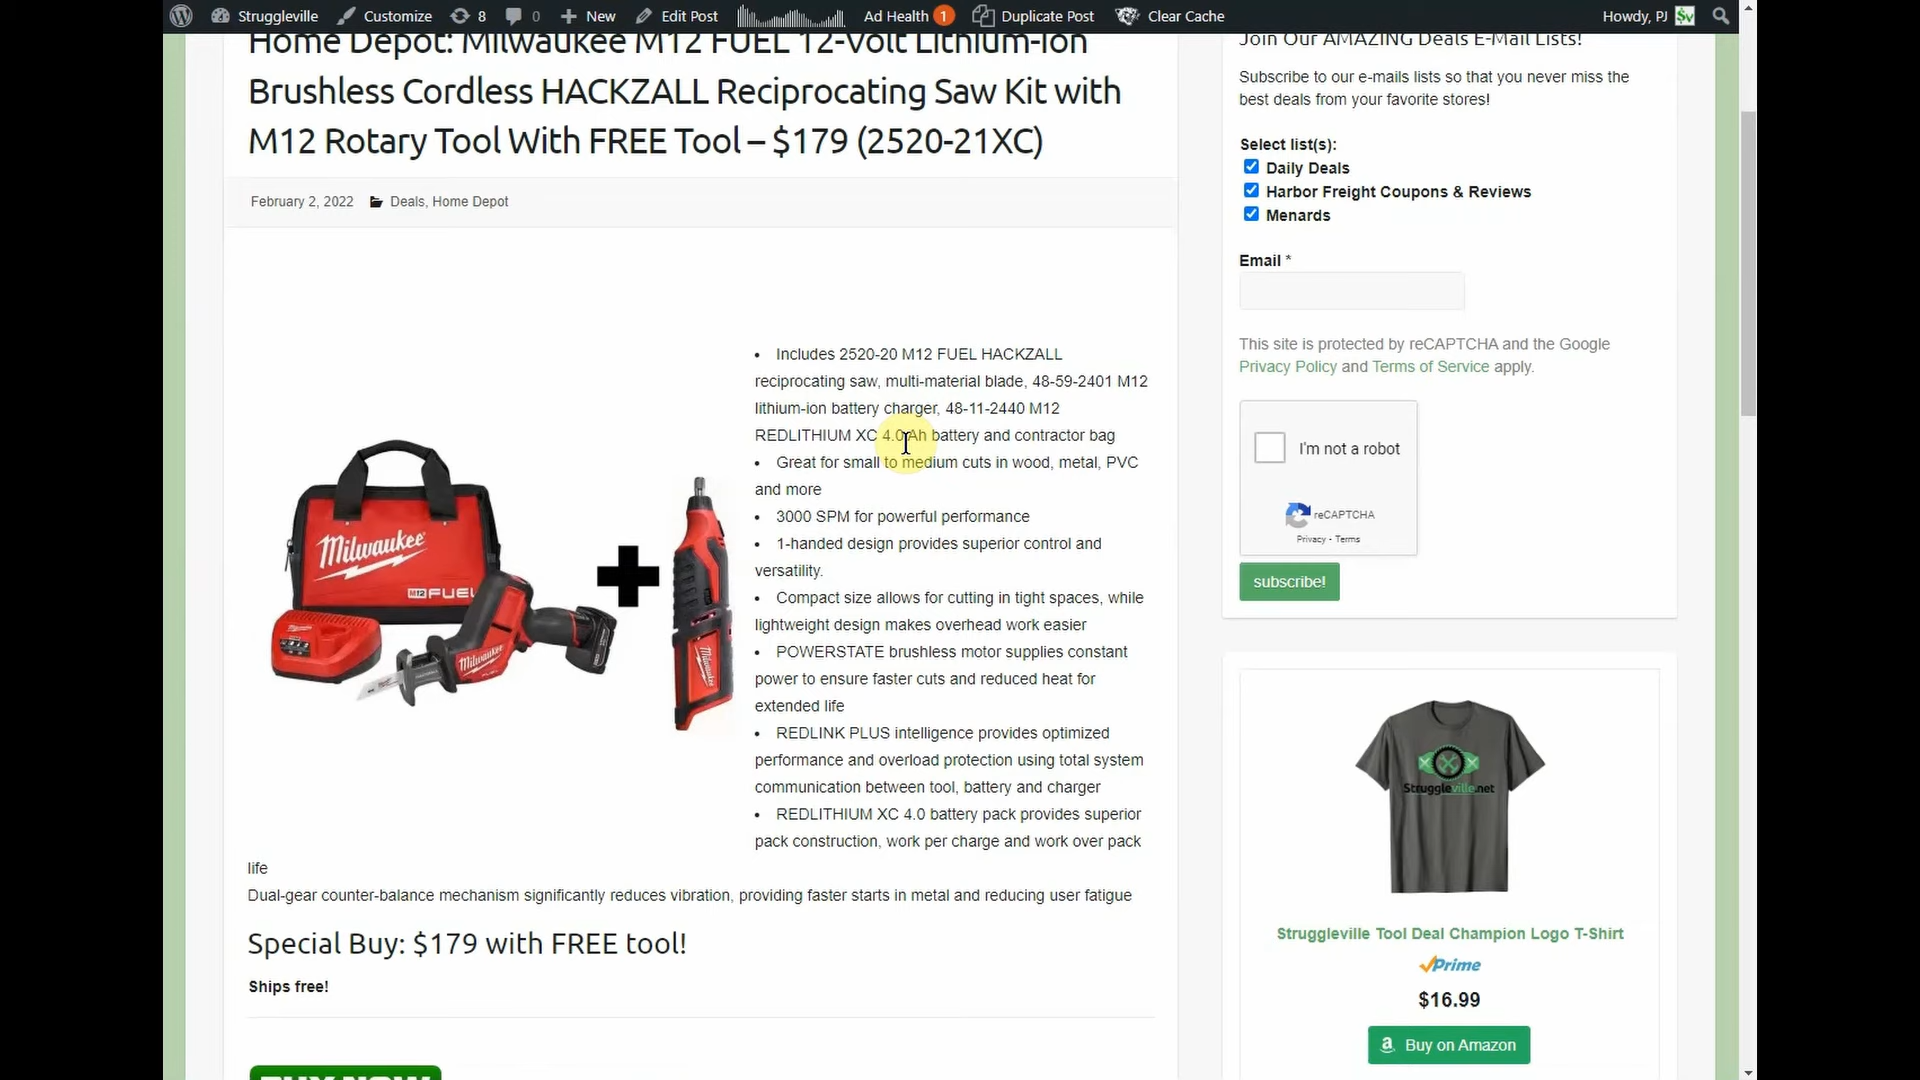 Struggleville Customize 8 0 New Edit Post Ad Health 1 Duplicate Post Clear Cache Howdy, PJ
Home Depot: Milwaukee M12 FUEL 12-Volt Lithium-Ion
Brushless Cordless HACKZALL Reciprocating Saw Kit with
M12 Rotary Tool With FREE Tool – $179 (2520-21XC)
February 2, 2022 Deals, Home Depot
• Includes 2520-20 M12 FUEL HACKZALL
reciprocating saw, multi-material blade, 48-59-2401 M12
lithium-ion battery charger, 48-11-2440 M12
REDLITHIUM XC 4.0 Ah battery and contractor bag
• Great for small to medium cuts in wood, metal, PVC
and more
• 3000 SPM for powerful performance
• 1-handed design provides superior control and
versatility.
• Compact size allows for cutting in tight spaces, while
lightweight design makes overhead work easier
• POWERSTATE brushless motor supplies constant
power to ensure faster cuts and reduced heat for
extended life
• REDLINK PLUS intelligence provides optimized
performance and overload protection using total system
communication between tool, battery and charger
• REDLITHIUM XC 4.0 battery pack provides superior
pack construction, work per charge and work over pack
life
Dual-gear counter-balance mechanism significantly reduces vibration, providing faster starts in metal and reducing user fatigue
Milwaukee
M12 FUEL
Milwaukee
Milwaukee
Special Buy: $179 with FREE tool!
Ships free!
BUY NOW
Join Our AMAZING Deals E-Mail Lists!
Subscribe to our e-mails lists so that you never miss the
best deals from your favorite stores!
Select list(s):
Daily Deals
Harbor Freight Coupons & Reviews
Menards
Email *
This site is protected by reCAPTCHA and the Google
Privacy Policy and Terms of Service apply.
I'm not a robot
reCAPTCHA
Privacy - Terms
subscribe!
Struggleville.net
Struggleville Tool Deal Champion Logo T-Shirt
Prime
$16.99
Buy on Amazon